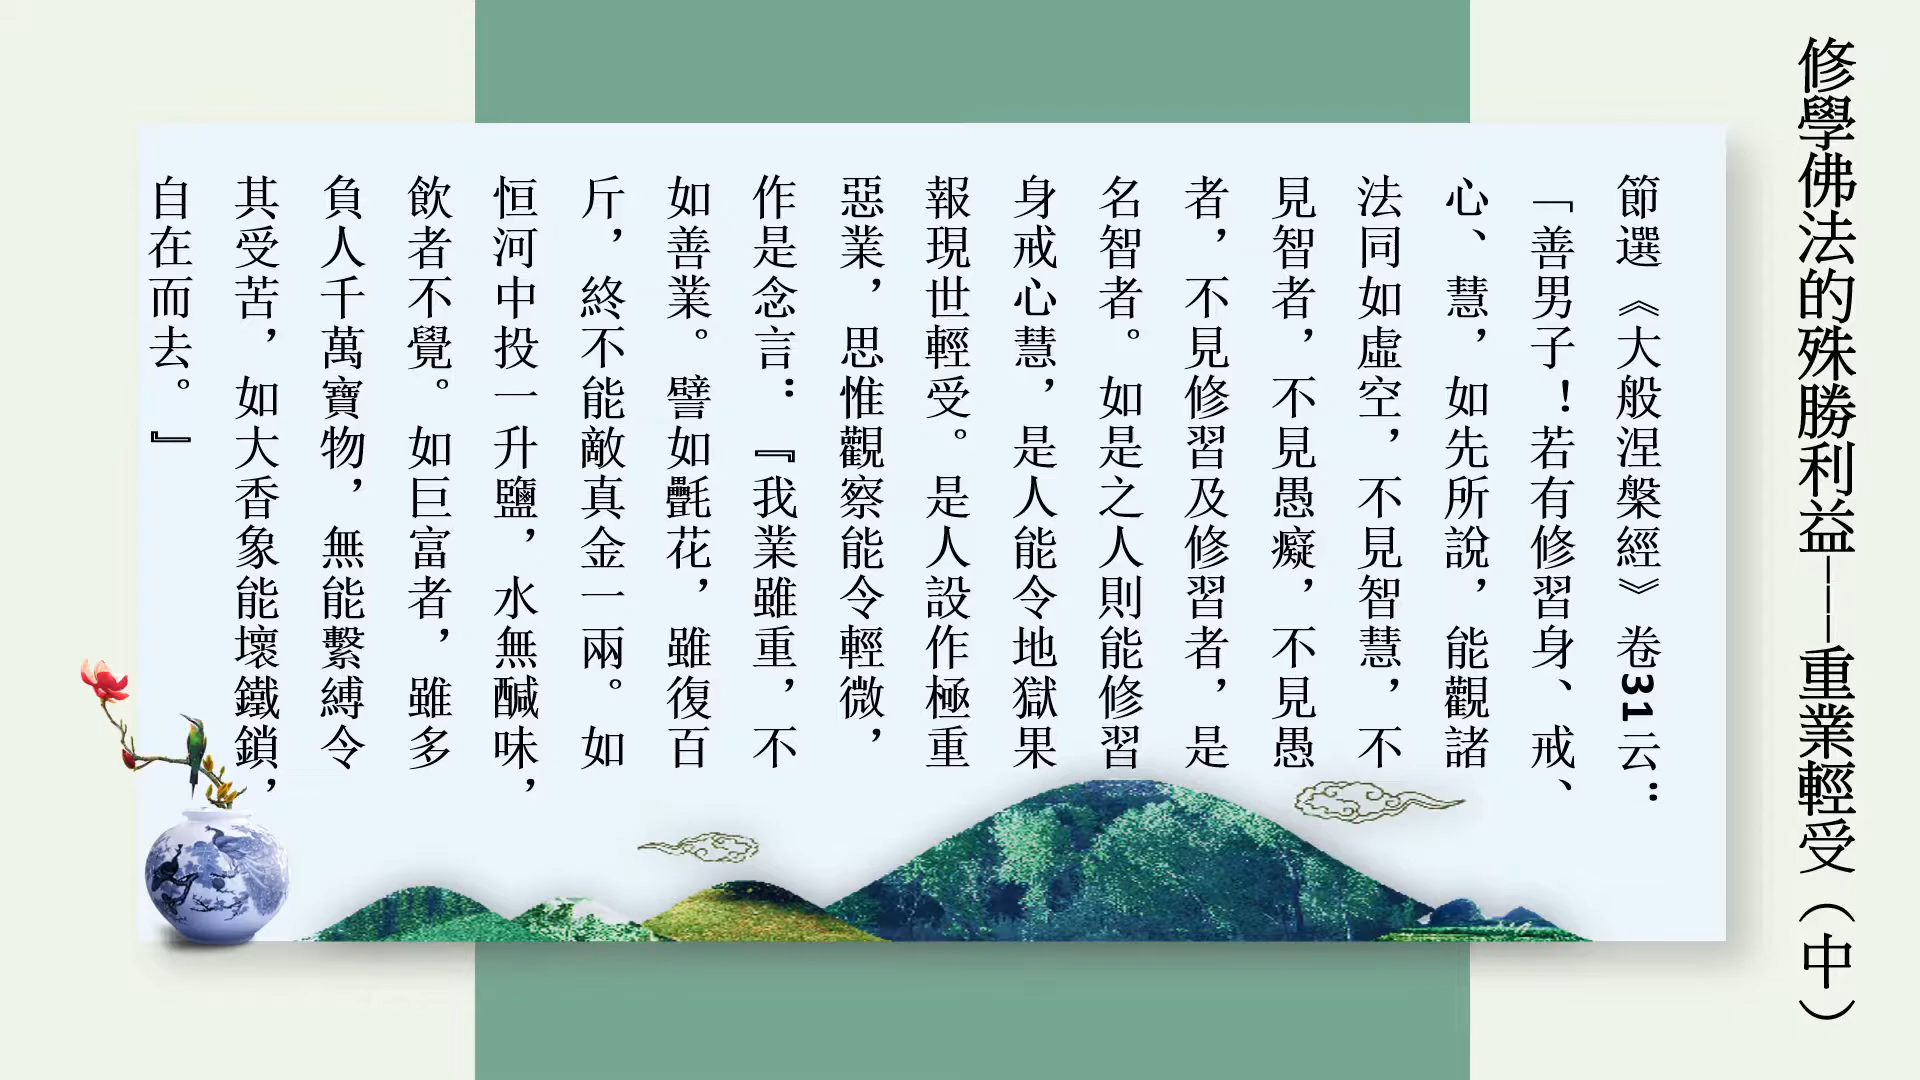 修學佛法的殊勝利益———重業輕受（中）
節選《大般涅槃經》卷31云：
「善男子！若有修習身、戒、
心、慧，如先所說，能觀諸
法同如虛空，不見智慧，不
見智者，不見愚癡，不見愚
者，不見修習及修習者，是
名智者。如是之人則能修習
身戒心慧，是人能令地獄果
報現世輕受。是人設作極重
惡業，思惟觀察能令輕微，
作是念言：『我業雖重，不
如善業。譬如㲲花，雖復百
斤，終不能敵真金一兩。如
恒河中投一升鹽，水無醎味，
飲者不覺。如巨富者，雖多
負人千萬寶物，無能繫縛令
其受苦，如大香象能壞鐵鎖，
自在而去。』